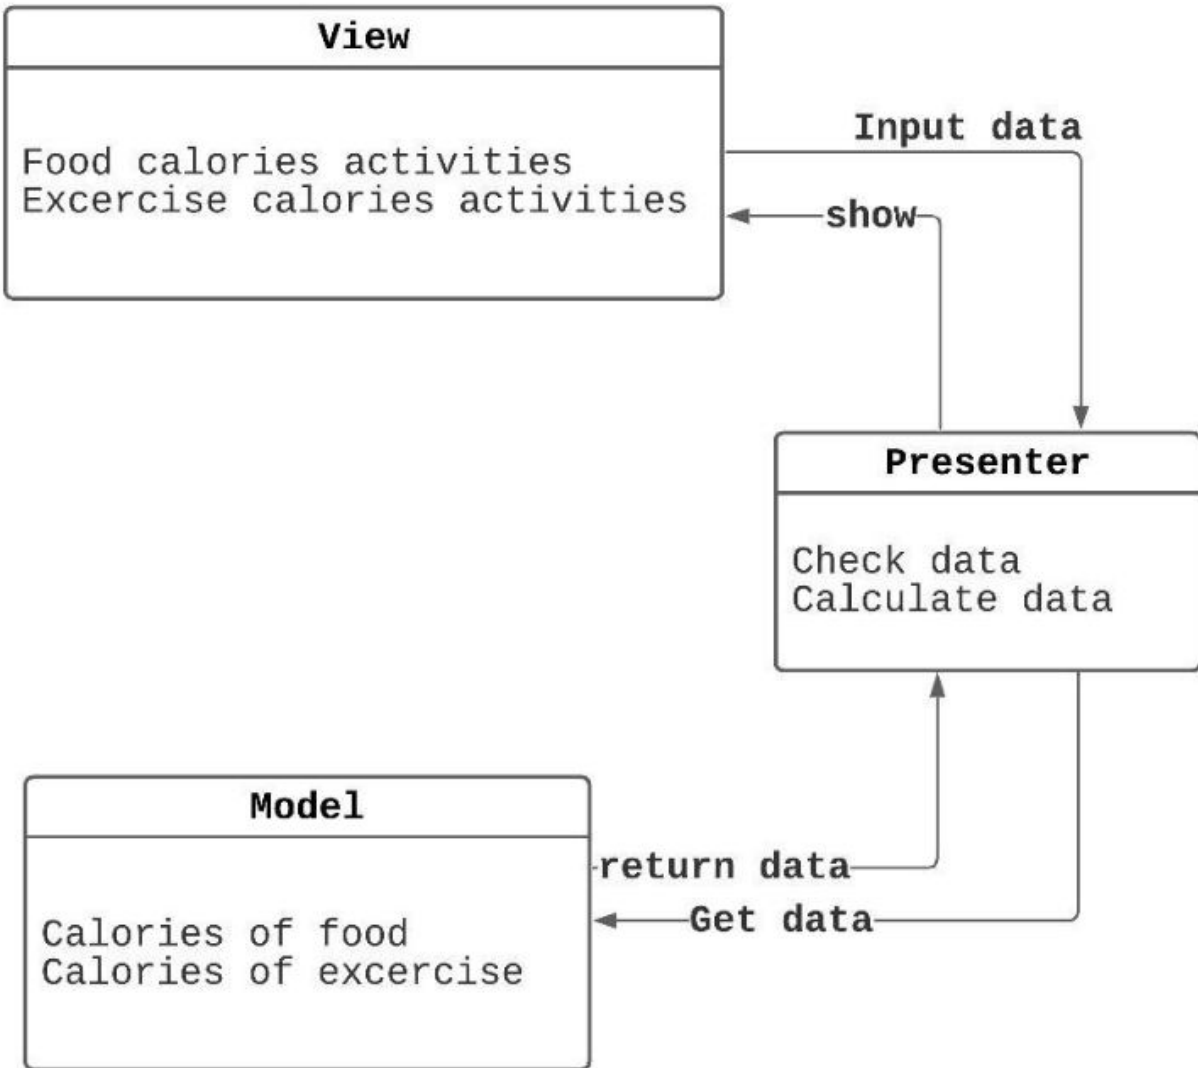 View
Food calories activities
Excercise calories activities
Input data
show
Presenter
Check data
Calculate data
Model
Calories of food
Calories of excercise
return data
Get data